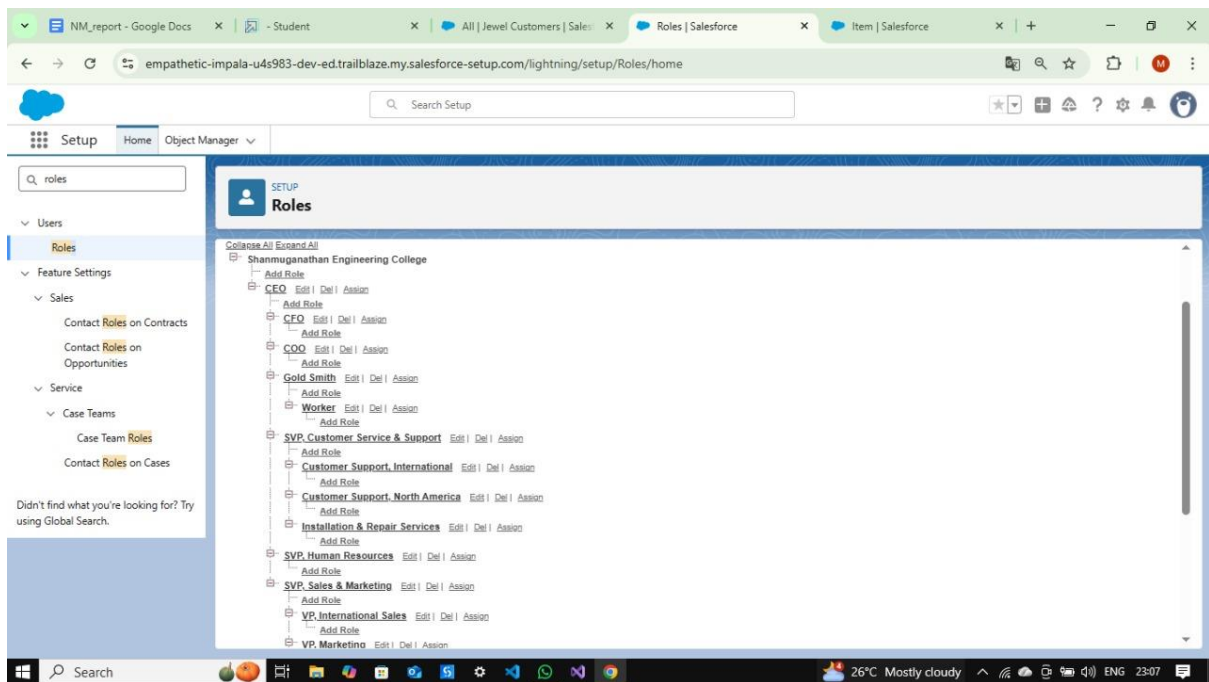 NM_report - Google Docs
- Student
All | Jewel Customers | Sales
Roles | Salesforce
Item | Salesforce
empathetic-impala-u4s983-dev-ed.trailblaze.my.salesforce-setup.com/lightning/setup/Roles/home
M
Search Setup
Setup Home Object Manager
roles
Users
Roles
Feature Settings
Sales
Contact Roles on Contracts
Contact Roles on
Opportunities
Service
Case Teams
Case Team Roles
Contact Roles on Cases
Didn't find what you're looking for? Try
using Global Search.
SETUP
Roles
Collapse All Expand All
Shanmuganathan Engineering College
Add Role
CEO Edit | Del | Assign
Add Role
CFO Edit | Del | Assign
Add Role
COO Edit | Del | Assign
Add Role
Gold Smith Edit | Del | Assign
Add Role
Worker Edit | Del | Assign
Add Role
SVP, Customer Service & Support Edit | Del | Assign
Add Role
Customer Support, International Edit | Del | Assign
Add Role
Customer Support, North America Edit | Del | Assign
Add Role
Installation & Repair Services Edit | Del | Assign
Add Role
SVP, Human Resources Edit | Del | Assign
Add Role
SVP, Sales & Marketing Edit | Del | Assign
Add Role
VP, International Sales Edit | Del | Assign
Add Role
VP, Marketing Edit | Del | Assign
Search
26°C Mostly cloudy ENG 23:07